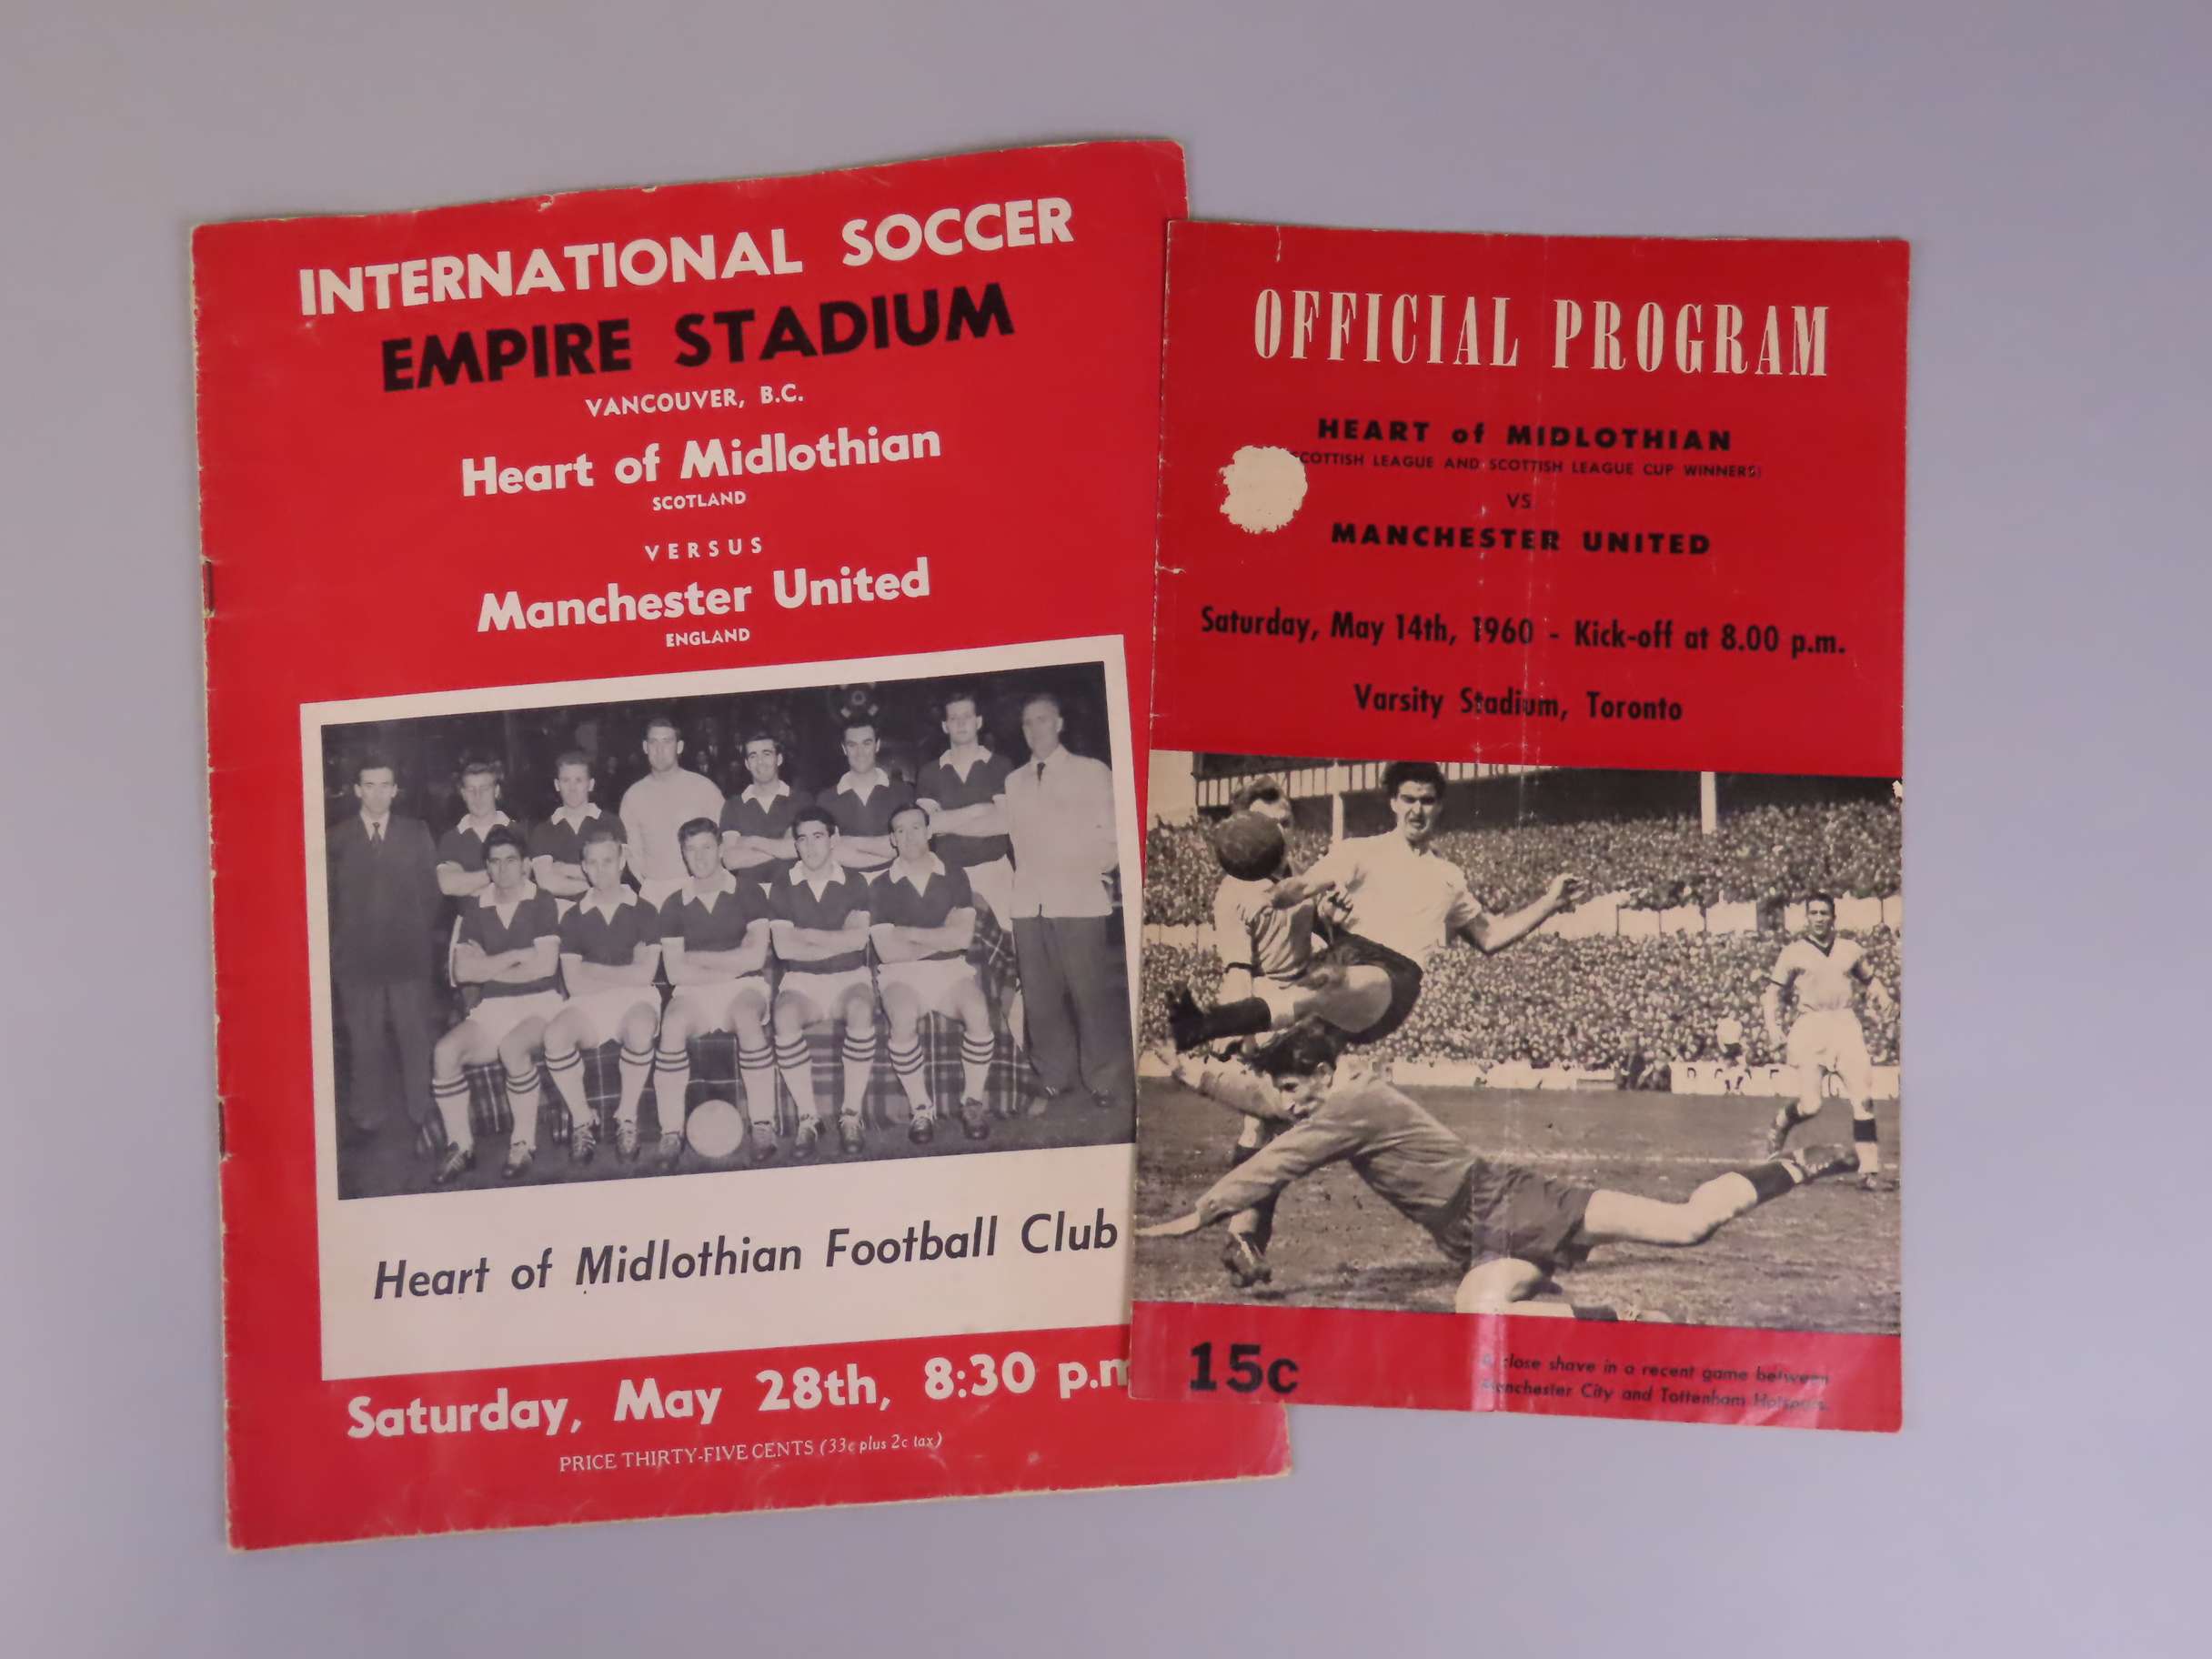 INTERNATIONAL SOCCER
EMPIRE STADIUM
VANCOUVER, B.C.
Heart of Midlothian
SCOTLAND
VERSUS
Manchester United
ENGLAND
Heart of Midlothian Football Club
Saturday, May 28th, 8:30 p.m
PRICE THIRTY-FIVE CENTS (33c plus 2c tax)
OFFICIAL PROGRAM
HEART of MIDLOTHIAN
SCOTTISH LEAGUE AND SCOTTISH LEAGUE CUP WINNERS)
VS
MANCHESTER UNITED
Saturday, May 14th, 1960 - Kick-off at 8.00 p.m.
Varsity Stadium, Toronto
15c
A close shave in a recent game between
Manchester City and Tottenham Hotspurs.